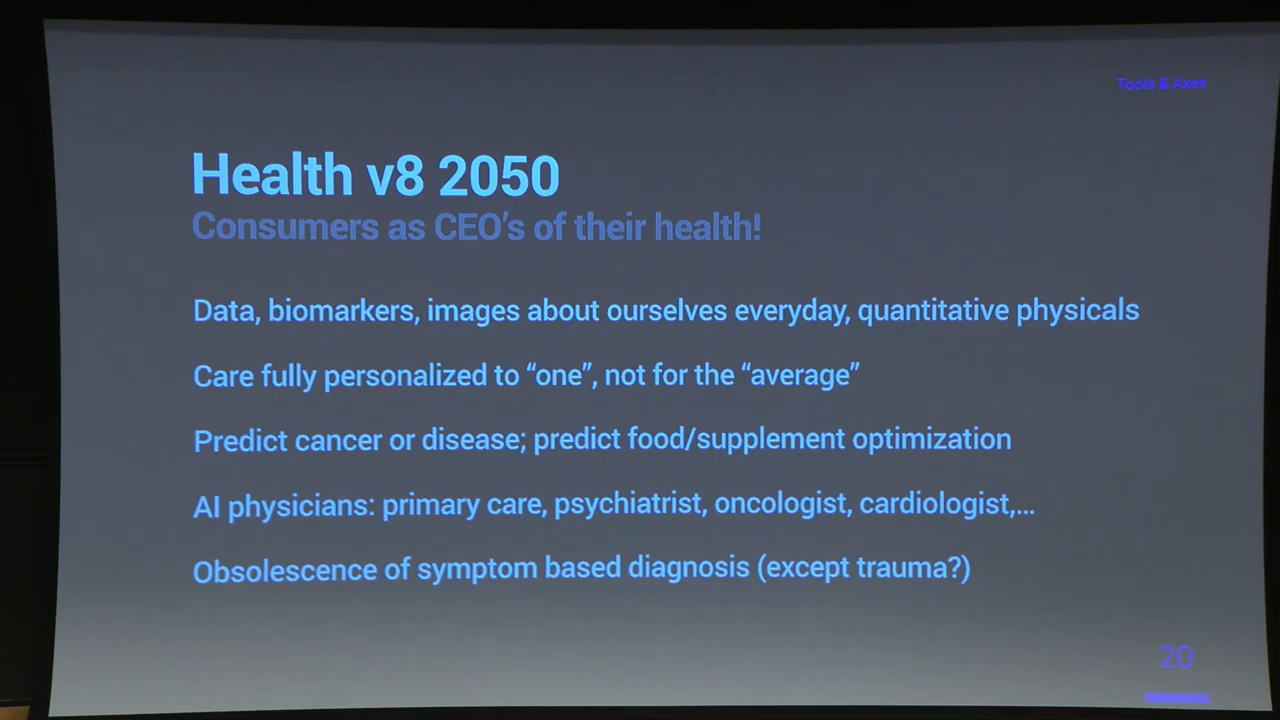 Tools & Axes
Health v8 2050
Consumers as CEO's of their health!
Data, biomarkers, images about ourselves everyday, quantitative physicals
Care fully personalized to “one”, not for the “average”
Predict cancer or disease; predict food/supplement optimization
AI physicians: primary care, psychiatrist, oncologist, cardiologist,...
Obsolescence of symptom based diagnosis (except trauma?)
20